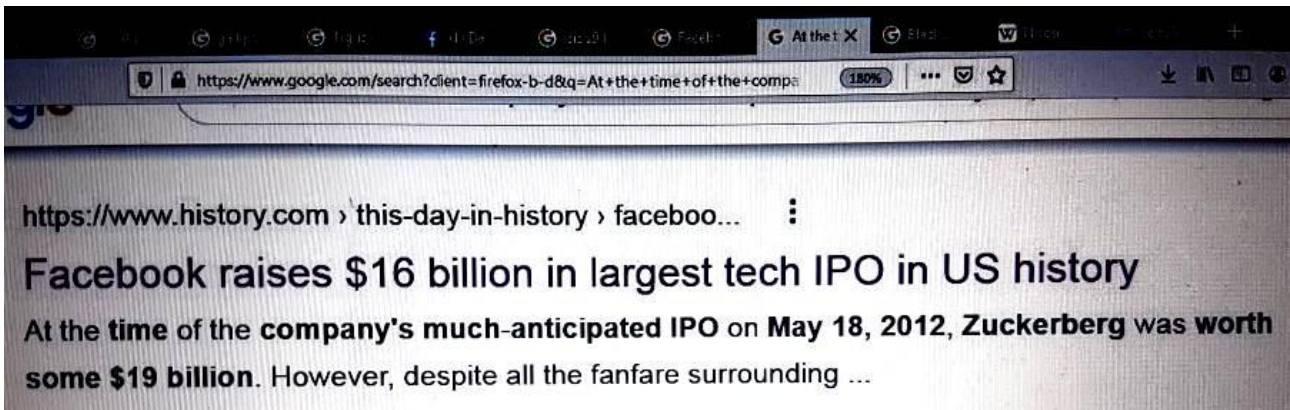 At the t
https://www.google.com/search?client=firefox-b-d&q=At+the+time+of+the+compa 180%
https://www.history.com › this-day-in-history › faceboo...
Facebook raises $16 billion in largest tech IPO in US history
At the time of the company's much-anticipated IPO on May 18, 2012, Zuckerberg was worth
some $19 billion. However, despite all the fanfare surrounding ...